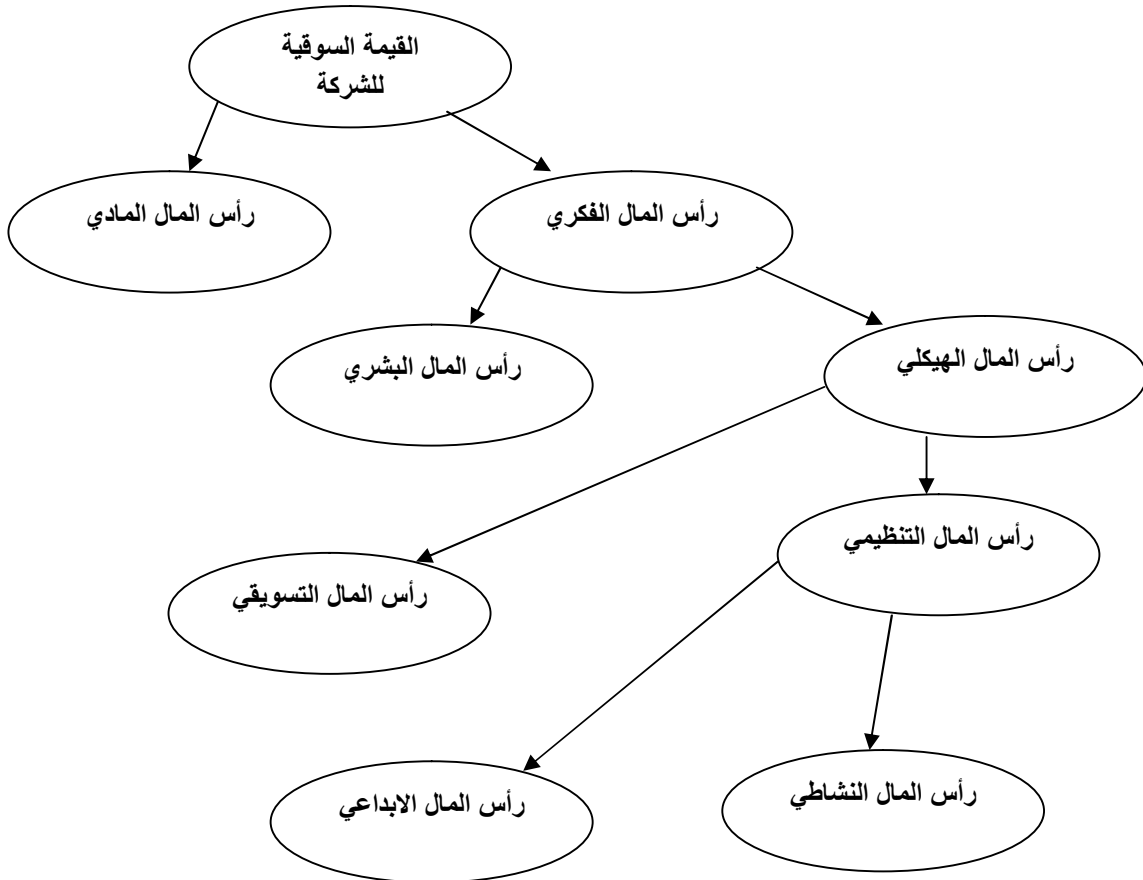 القيمة السوقية
للشركة
رأس المال المادي
رأس المال الفكري
رأس المال البشري
رأس المال الهيكلي
رأس المال التنظيمي
رأس المال التسويقي
رأس المال النشاطي
رأس المال الابداعي